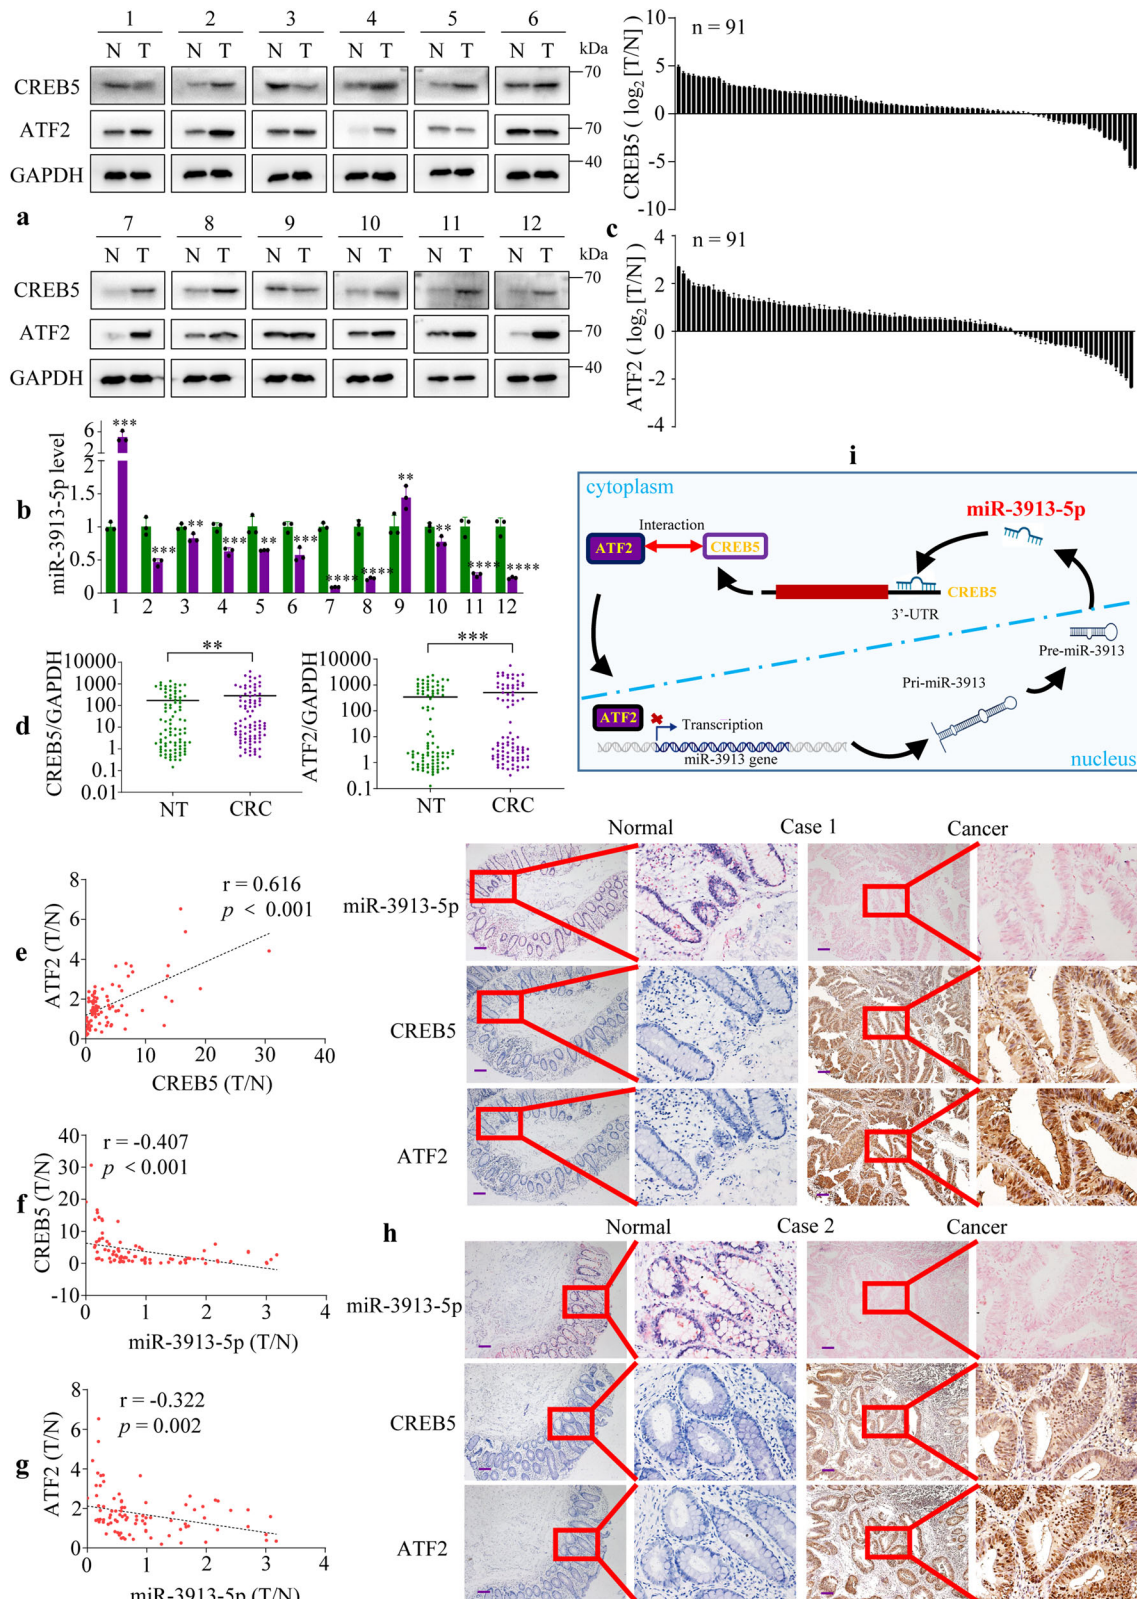 1 2 3 4 5 6
N T N T N T N T N T N T kDa
CREB5 70
ATF2 70
GAPDH 40
a
7 8 9 10 11 12
N T N T N T N T N T N T kDa
CREB5 70
ATF2 70
GAPDH 40
c
n = 91
CREB5 ( log2 [T/N] )
10
5
0
-5
-10
n = 91
ATF2 ( log2 [T/N] )
4
2
0
-2
-4
b
miR-3913-5p level
6
2
1.5
1
0.5
0
*** *** ** *** ** *** **** **** ** ** **** ****
1 2 3 4 5 6 7 8 9 10 11 12
d
CREB5/GAPDH
10000
1000
100
10
1
0.1
0.01
**
NT CRC
ATF2/GAPDH
10000
1000
100
10
1
0.1
***
NT CRC
i
cytoplasm
miR-3913-5p
Interaction
ATF2 CREB5
CREB5
3’-UTR
Pre-miR-3913
Pri-miR-3913
ATF2
Transcription
miR-3913 gene
nucleus
e
ATF2 (T/N)
8
6
4
2
0
r = 0.616
p < 0.001
0 10 20 30 40
CREB5 (T/N)
f
CREB5 (T/N)
40
30
20
10
0
-10
r = -0.407
p < 0.001
0 1 2 3 4
miR-3913-5p (T/N)
g
ATF2 (T/N)
8
6
4
2
0
r = -0.322
p = 0.002
0 1 2 3 4
miR-3913-5p (T/N)
h
Normal Case 1 Cancer
miR-3913-5p
CREB5
ATF2
Normal Case 2 Cancer
miR-3913-5p
CREB5
ATF2